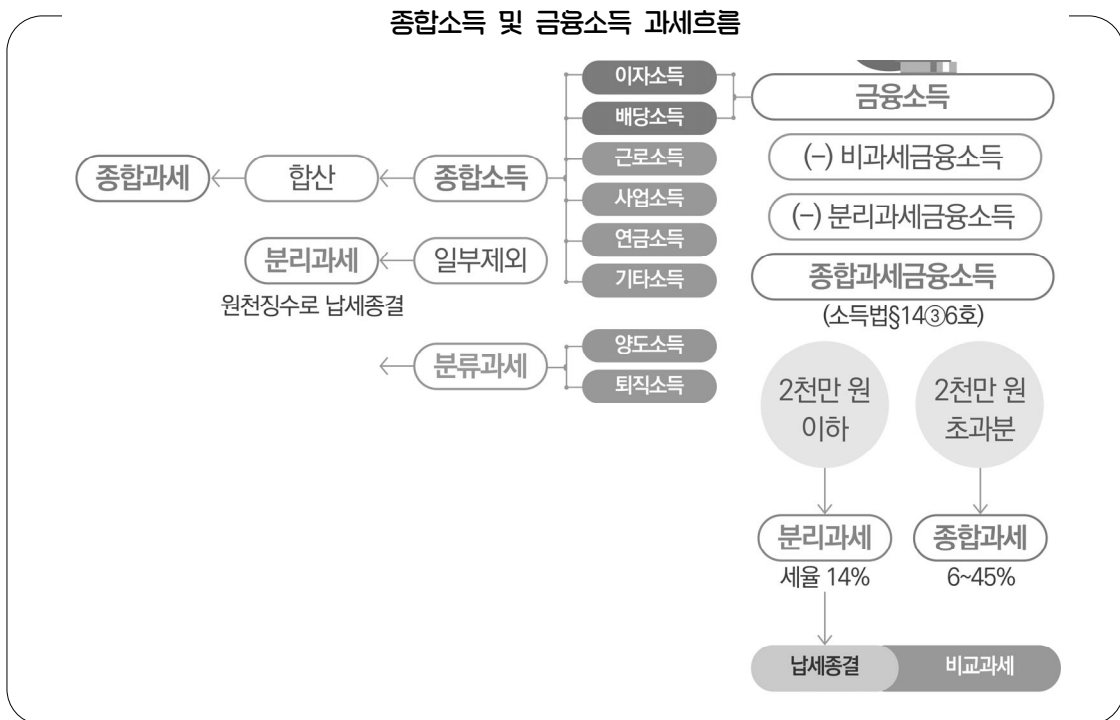 종합소득 및 금융소득 과세흐름
이자소득
배당소득
근로소득
사업소득
연금소득
기타소득
종합소득
합산
종합과세
일부제외
분리과세
원천징수로 납세종결
양도소득
퇴직소득
분류과세
금융소득
(-) 비과세금융소득
(-) 분리과세금융소득
종합과세금융소득
(소득법§14③6호)
2천만 원
이하
2천만 원
초과분
분리과세
세율 14%
종합과세
6~45%
납세종결
비교과세